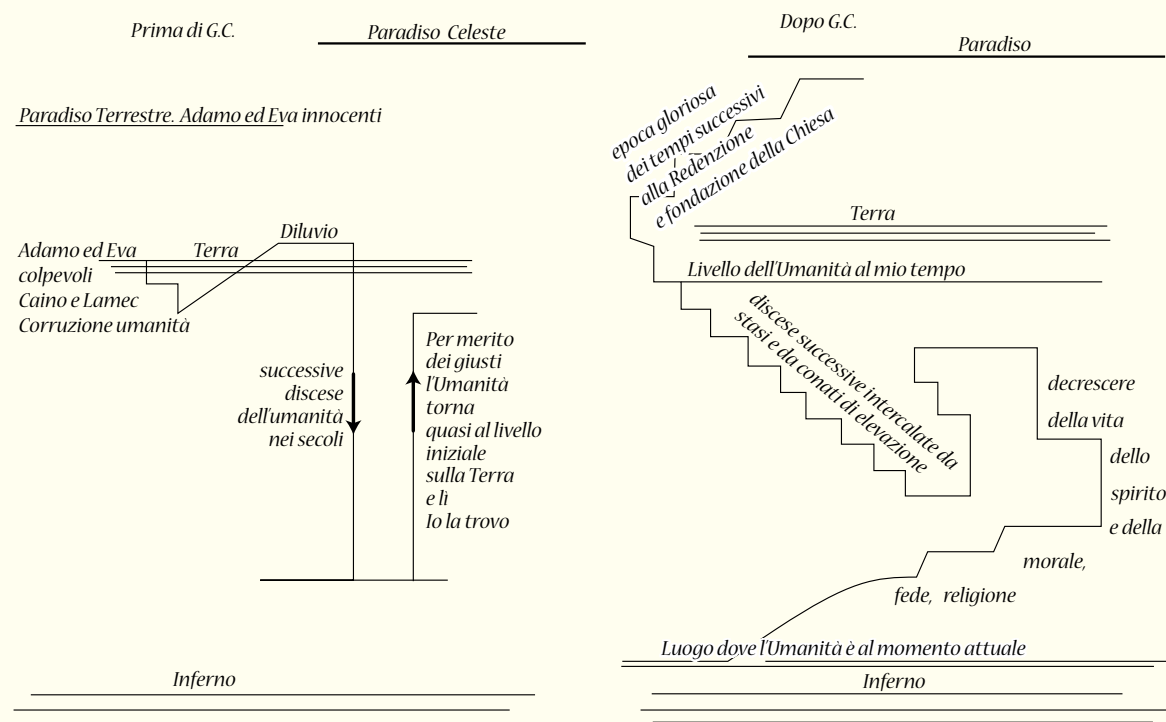 Prima di G.C.
Paradiso Celeste
Paradiso Terrestre. Adamo ed Eva innocenti
Diluvio
Adamo ed Eva
Terra
colpevoli
Caino e Lamec
Corruzione umanità
successive
discese
dell'umanità
nei secoli
Per merito
dei giusti
l'Umanità
torna
quasi al livello
iniziale
sulla Terra
e lì
Io la trovo
Inferno
Dopo G.C.
Paradiso
epoca gloriosa
dei tempi successivi
alla Redenzione
e fondazione della Chiesa
Terra
Livello dell'Umanità al mio tempo
discese successive intercalate da
stasi e da conati di elevazione
decrescere
della vita
dello
spirito
e della
morale,
fede, religione
Luogo dove l'Umanità è al momento attuale
Inferno